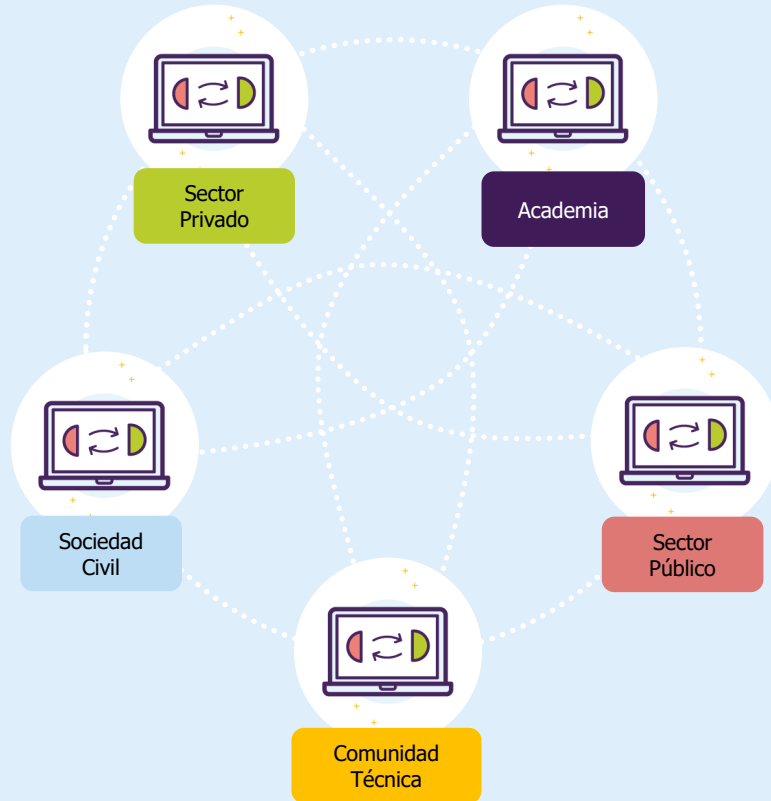 Sector
Privado
Academia
Sociedad
Civil
Sector
Público
Comunidad
Técnica